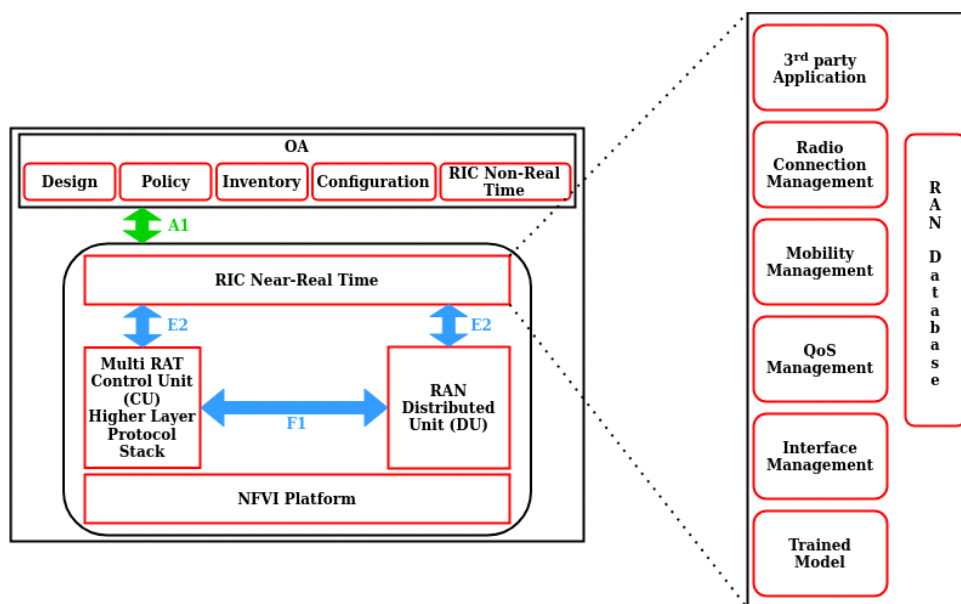 OA
Design
Policy
Inventory
Configuration
RIC Non-Real
Time
A1
RIC Near-Real Time
E2
E2
Multi RAT
Control Unit
(CU)
Higher Layer
Protocol
Stack
F1
RAN
Distributed
Unit (DU)
NFVI Platform
3rd party
Application
Radio
Connection
Management
Mobility
Management
QoS
Management
Interface
Management
Trained
Model
RAN Database